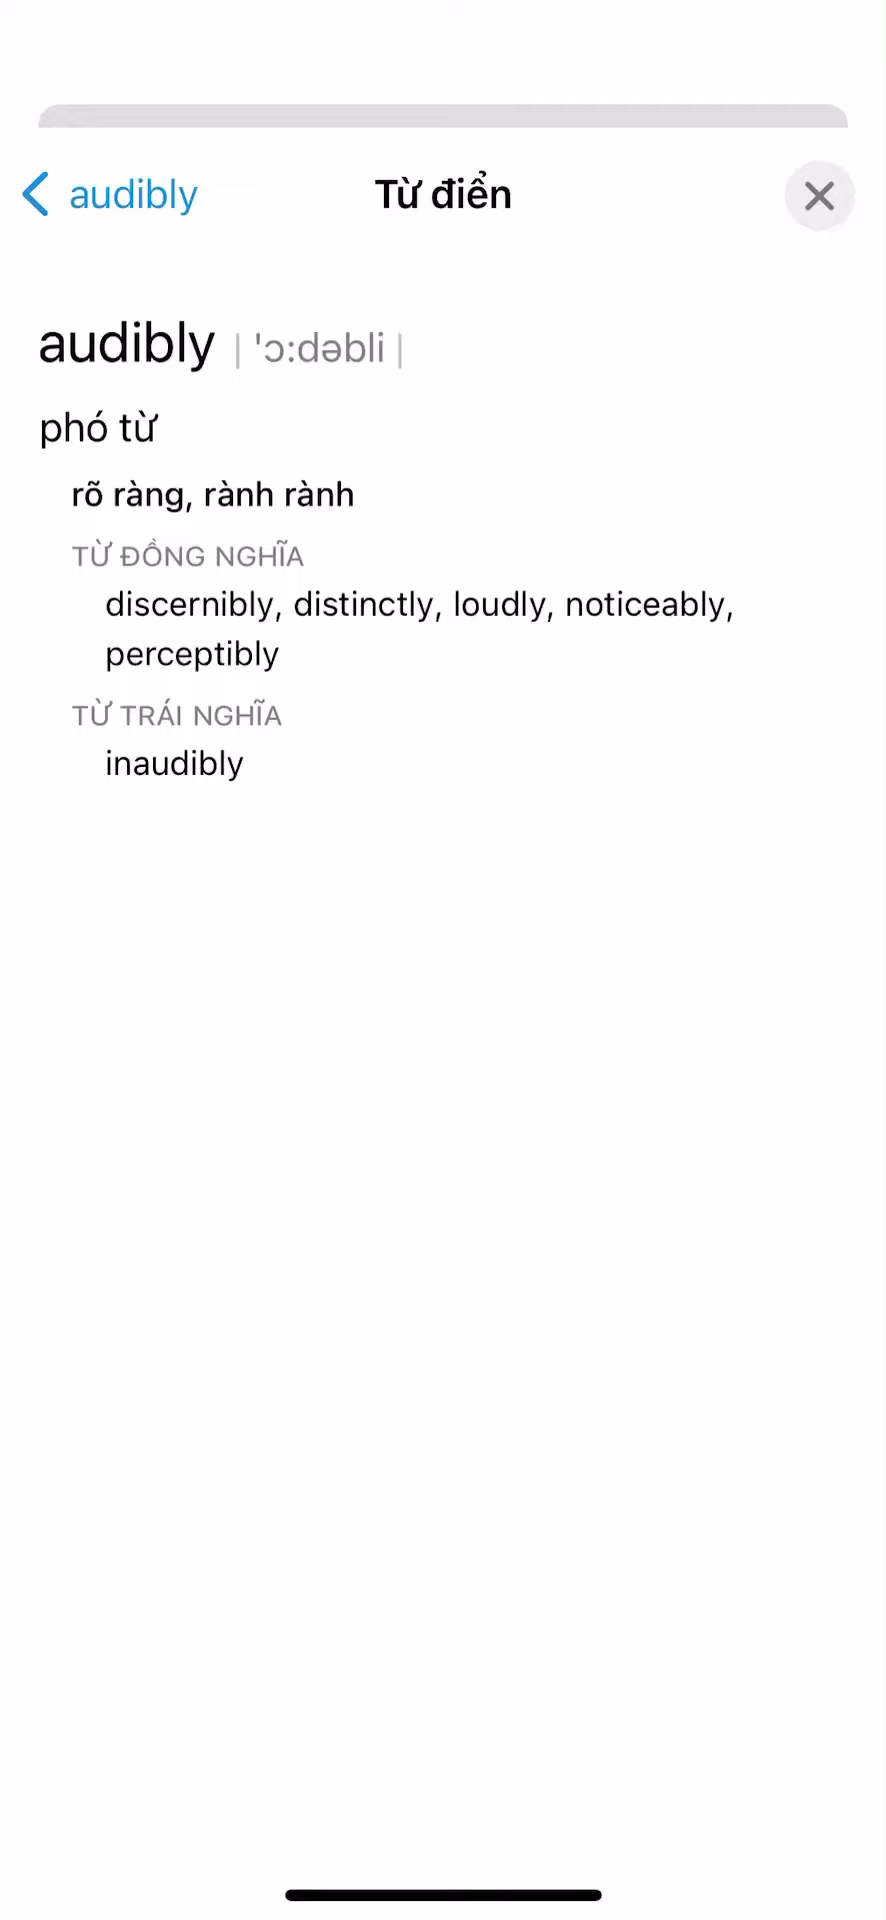 audibly
Từ điển
audibly | 'ɔ:dəbli |
phó từ
rõ ràng, rành rành
TỪ ĐỒNG NGHĨA
discernibly, distinctly, loudly, noticeably,
perceptibly
TỪ TRÁI NGHĨA
inaudibly